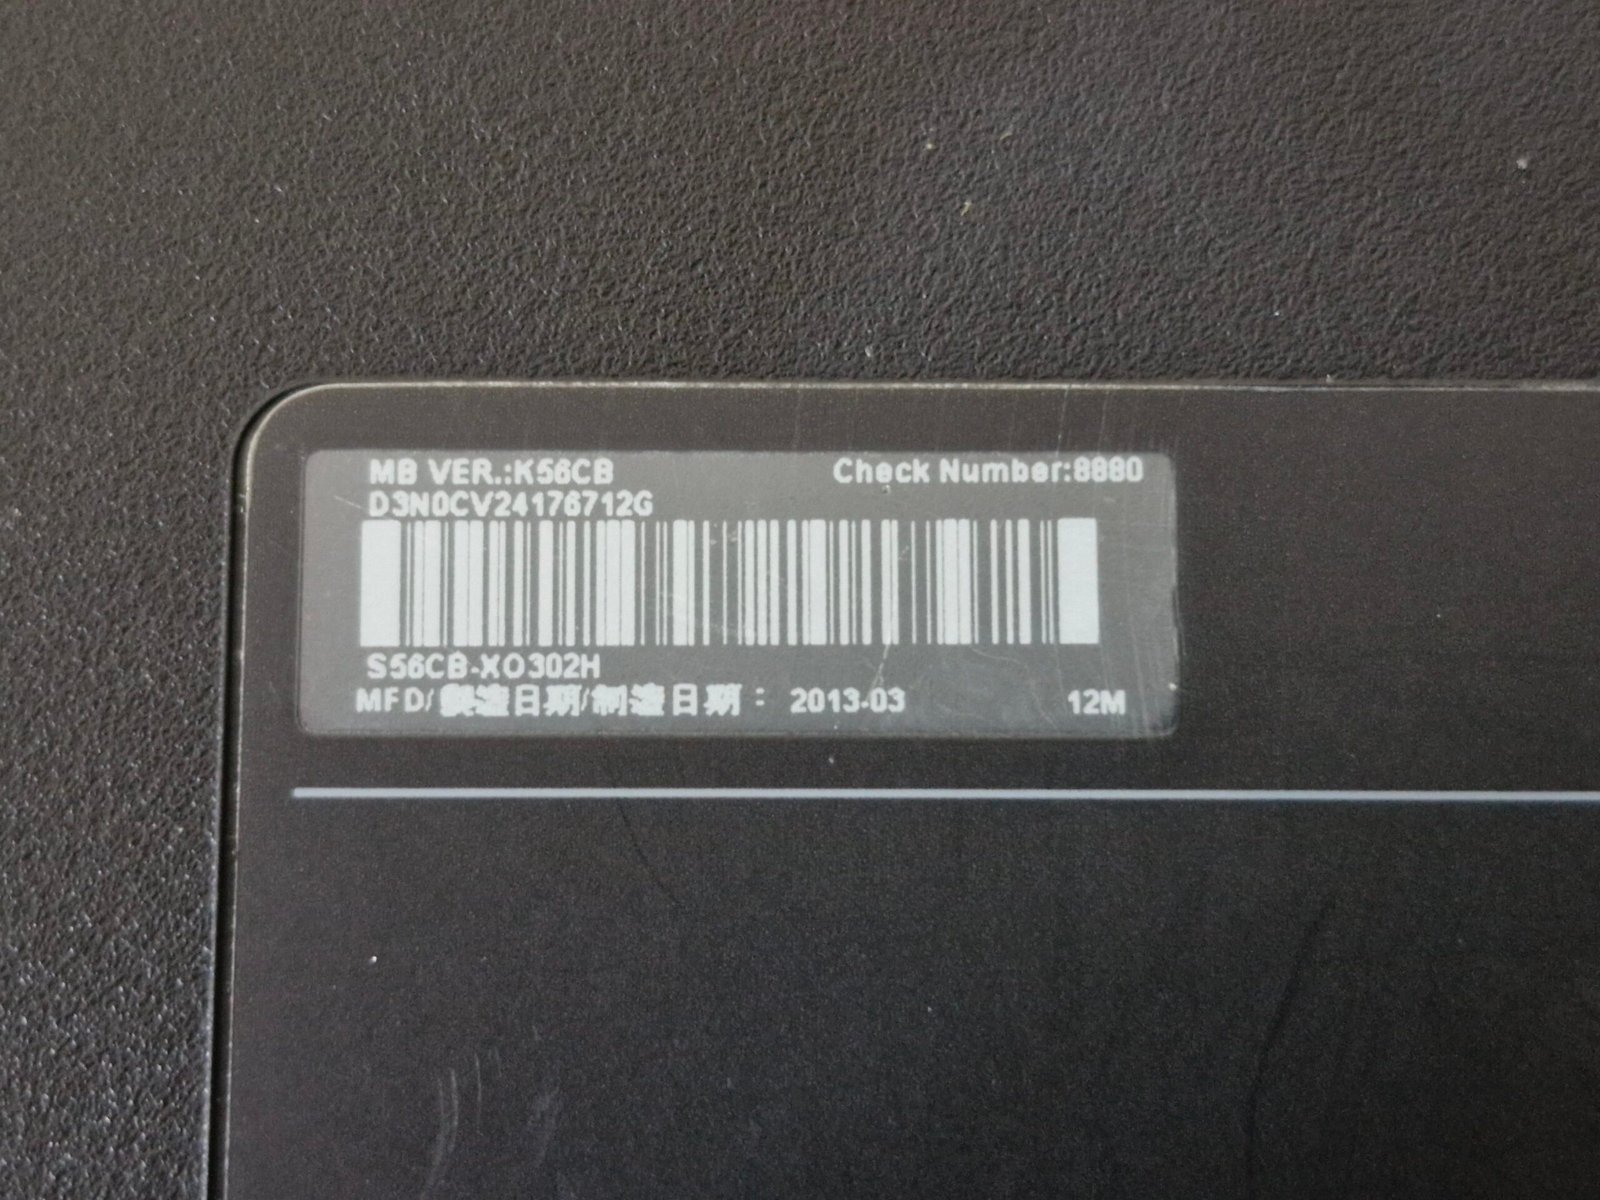 MB VER.:K56CB Check Number:8880
D3N0CV24176712G
S56CB-XO302H
MFD/製造日期/制造日期：2013-03 12M